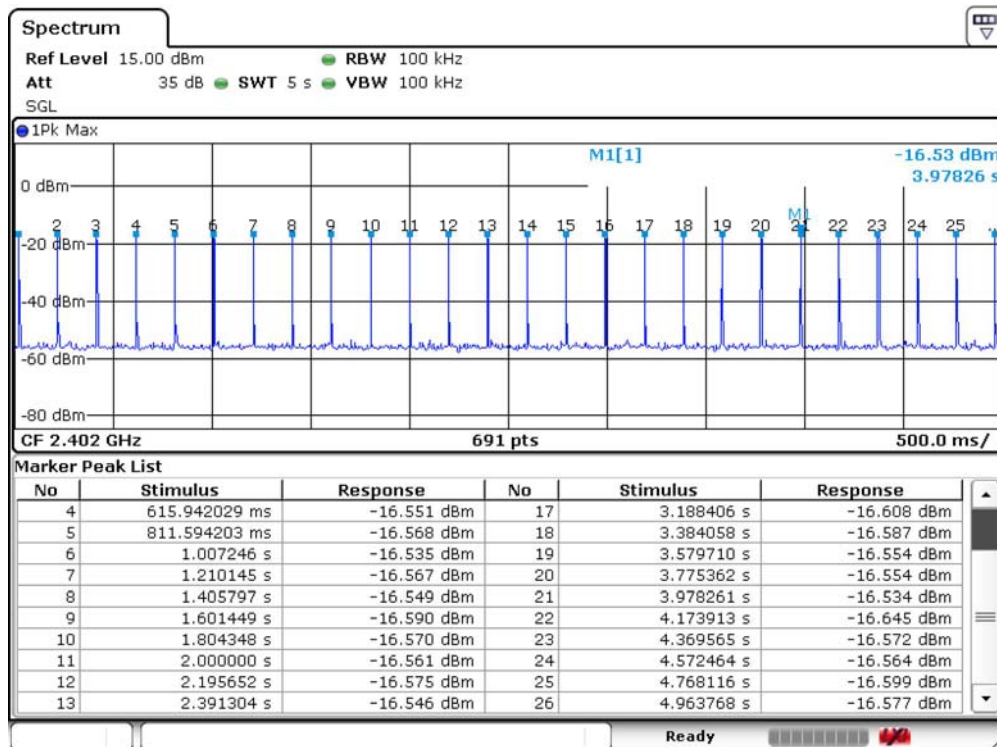 Spectrum
Ref Level 15.00 dBm RBW 100 kHz
Att 35 dB SWT 5 s VBW 100 kHz
SGL
1Pk Max
M1[1] -16.53 dBm
3.97826 s
0 dBm
M1
2 3 4 5 6 7 8 9 10 11 12 13 14 15 16 17 18 19 20 21 22 23 24 25
-20 dBm
-40 dBm
-60 dBm
-80 dBm
CF 2.402 GHz 691 pts 500.0 ms/
Marker Peak List
No Stimulus Response No Stimulus Response
4 615.942029 ms -16.551 dBm 17 3.188406 s -16.608 dBm
5 811.594203 ms -16.568 dBm 18 3.384058 s -16.587 dBm
6 1.007246 s -16.535 dBm 19 3.579710 s -16.554 dBm
7 1.210145 s -16.567 dBm 20 3.775362 s -16.554 dBm
8 1.405797 s -16.549 dBm 21 3.978261 s -16.534 dBm
9 1.601449 s -16.590 dBm 22 4.173913 s -16.645 dBm
10 1.804348 s -16.570 dBm 23 4.369565 s -16.572 dBm
11 2.000000 s -16.561 dBm 24 4.572464 s -16.564 dBm
12 2.195652 s -16.575 dBm 25 4.768116 s -16.599 dBm
13 2.391304 s -16.546 dBm 26 4.963768 s -16.577 dBm
Ready